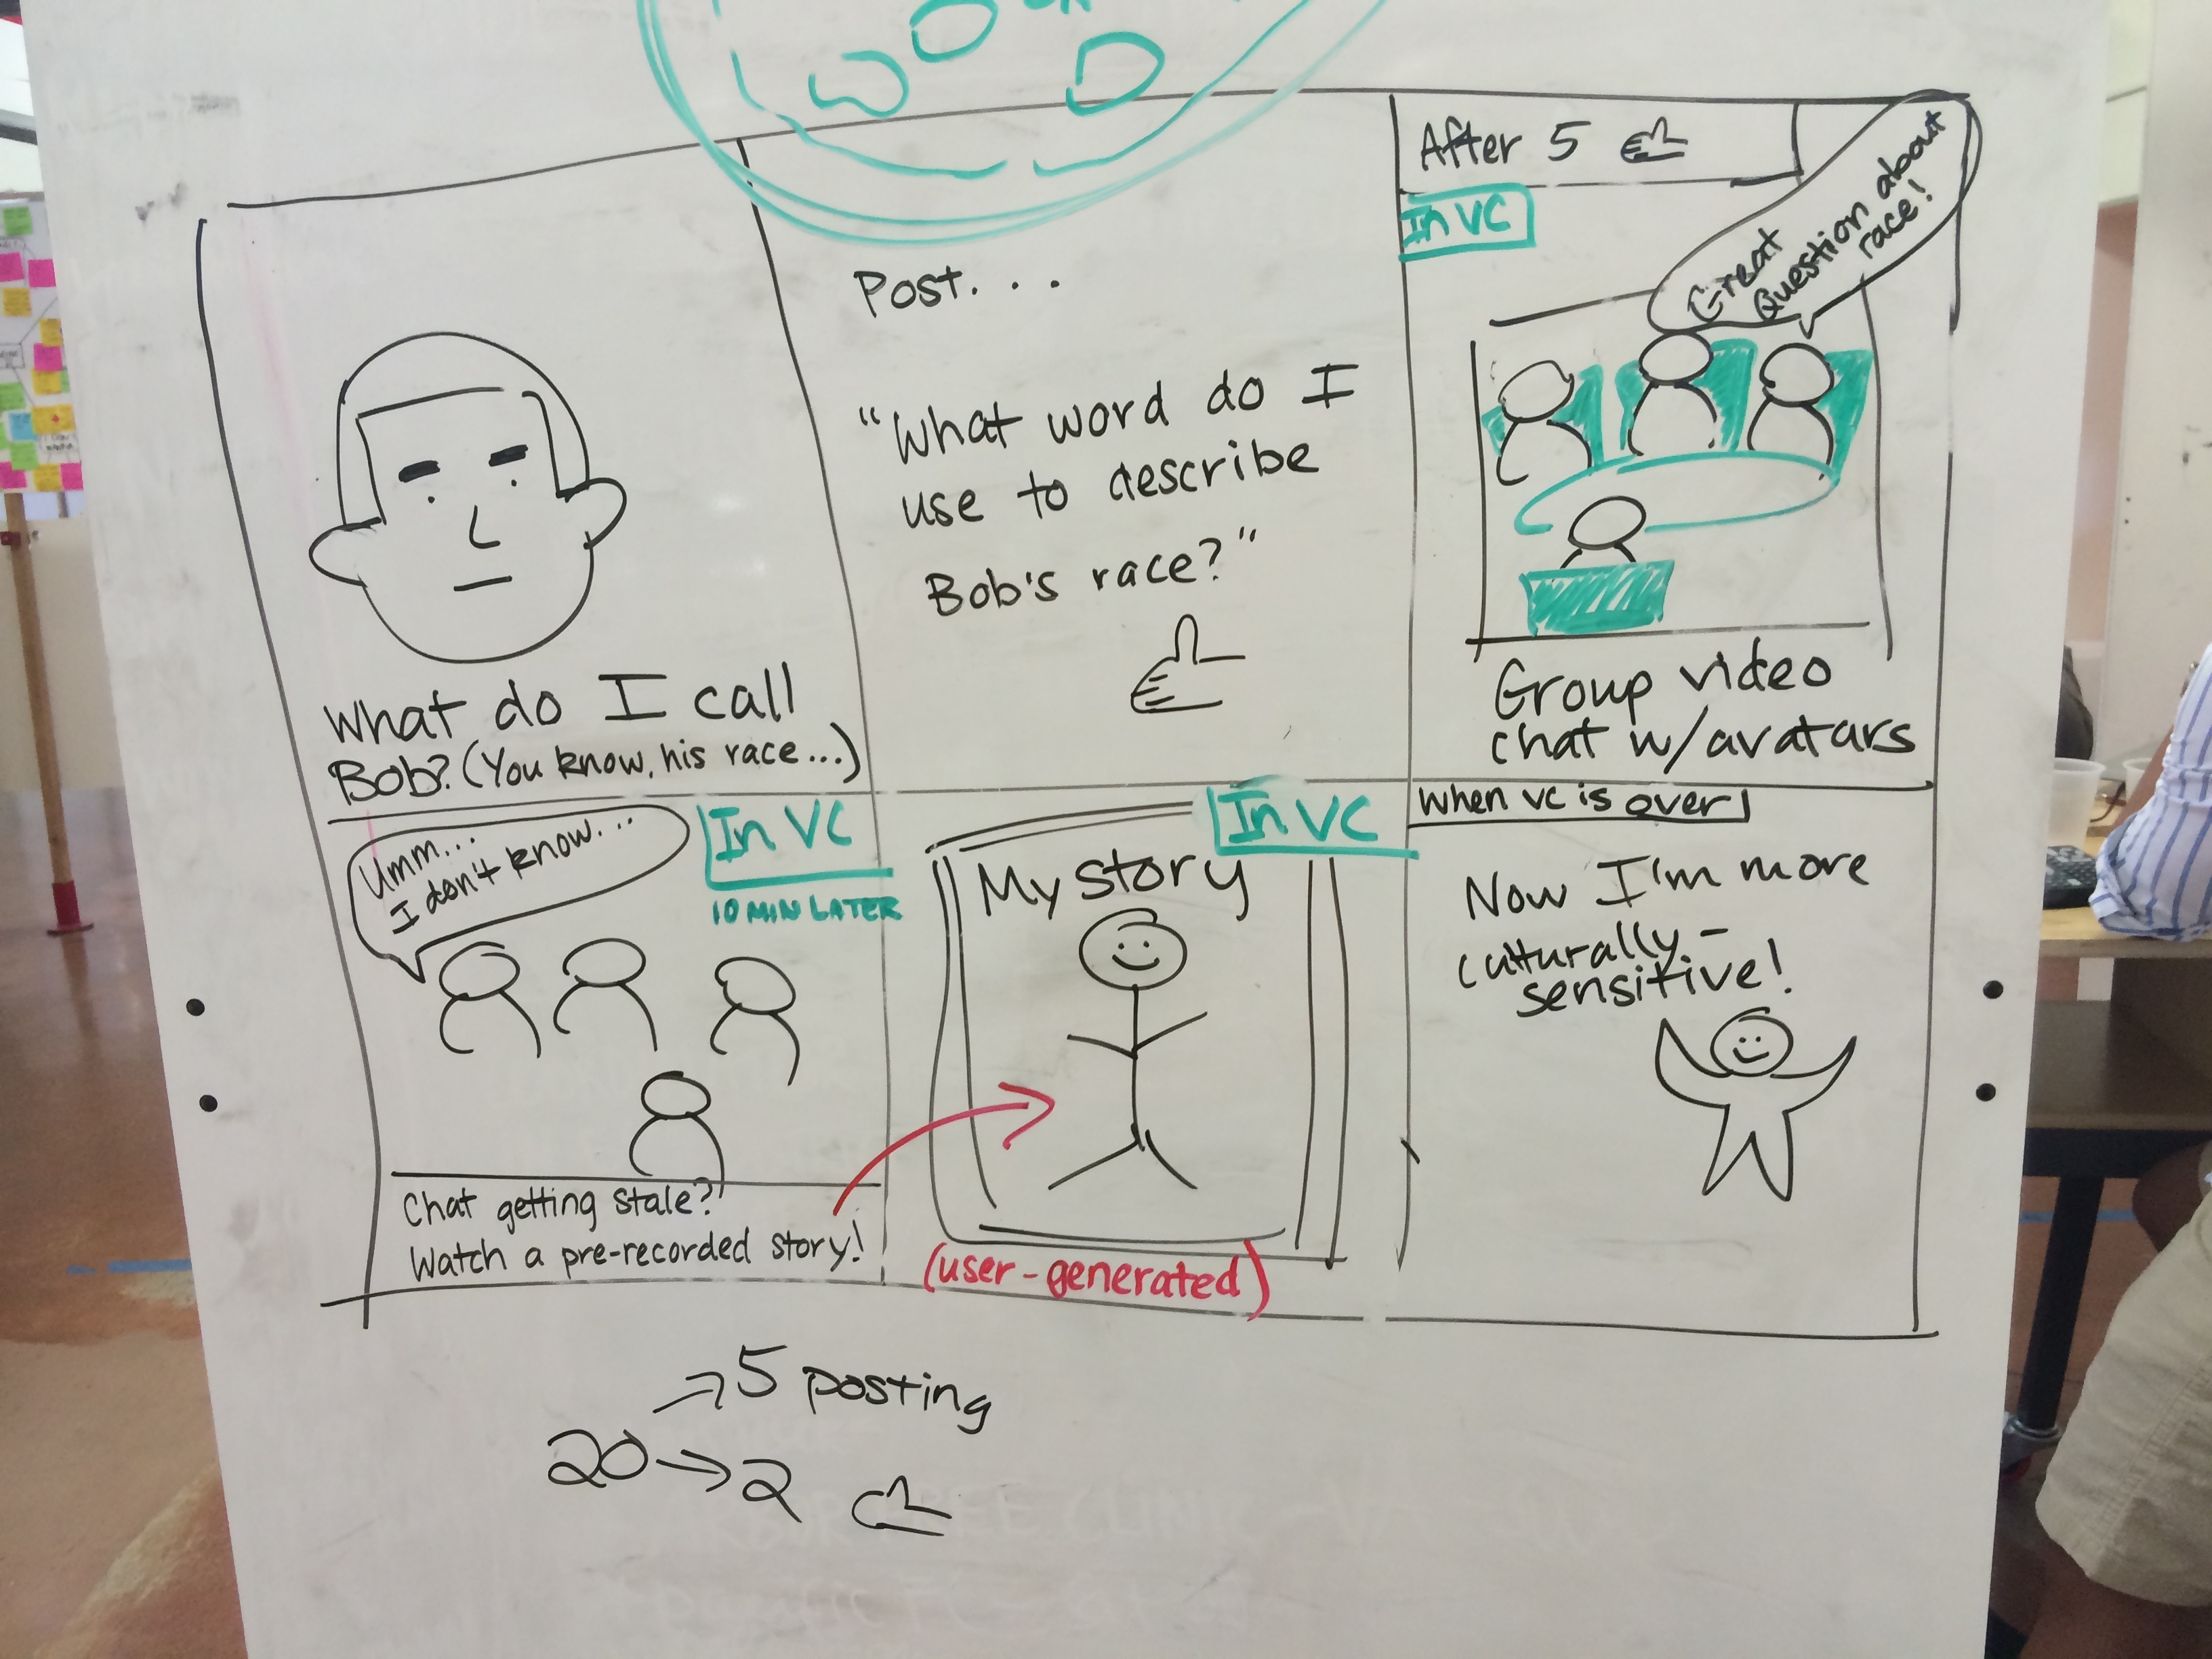 What do I call
Bob? (You know, his race...)
Post...
"What word do I
use to describe
Bob's race?"
After 5
In VC
Great
Question about
race!
Group video
chat w/avatars
Umm...
I don't know...
In VC
10 MIN LATER
Chat getting stale?
Watch a pre-recorded story!
In VC
My story
(user-generated)
When VC is over
Now I'm more
culturally-
sensitive!
5 posting
20 → 2